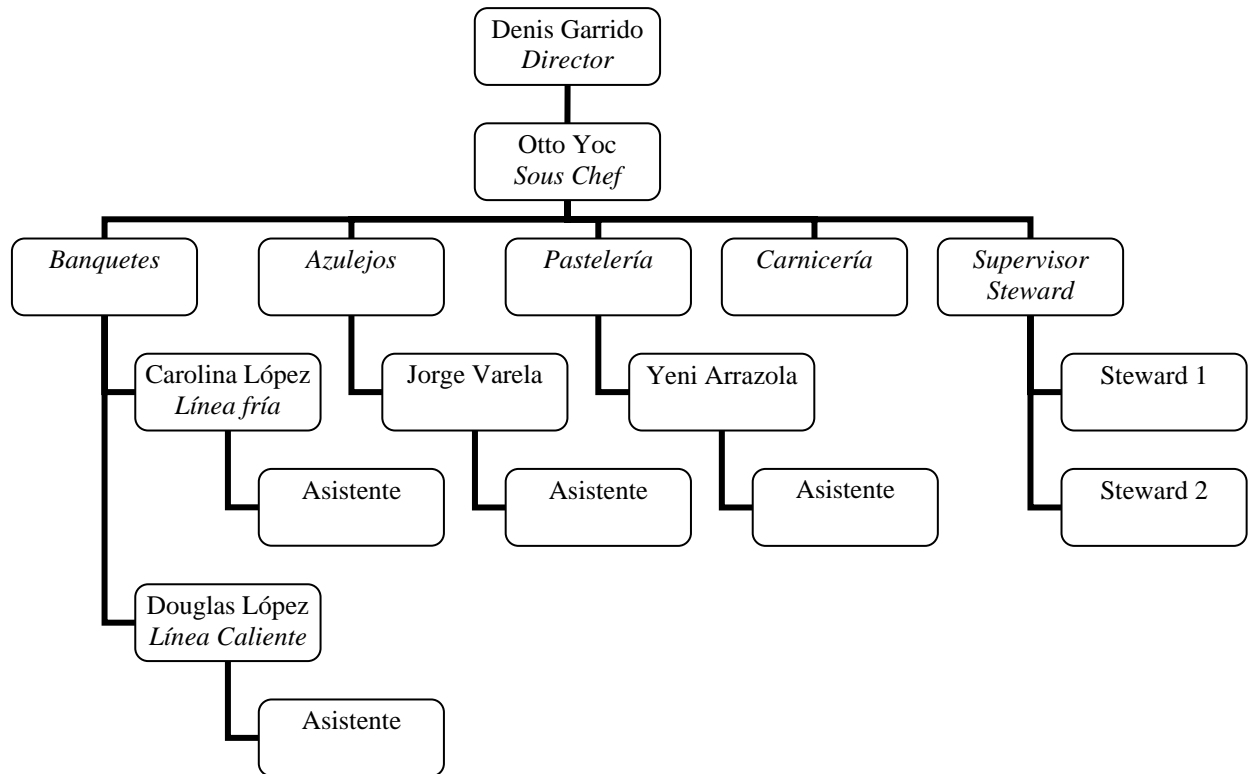 Denis Garrido
Director
Otto Yoc
Sous Chef
Banquetes
Azulejos
Pastelería
Carnicería
Supervisor
Steward
Carolina López
Línea fría
Jorge Varela
Yeni Arrazola
Steward 1
Asistente
Asistente
Asistente
Steward 2
Douglas López
Línea Caliente
Asistente